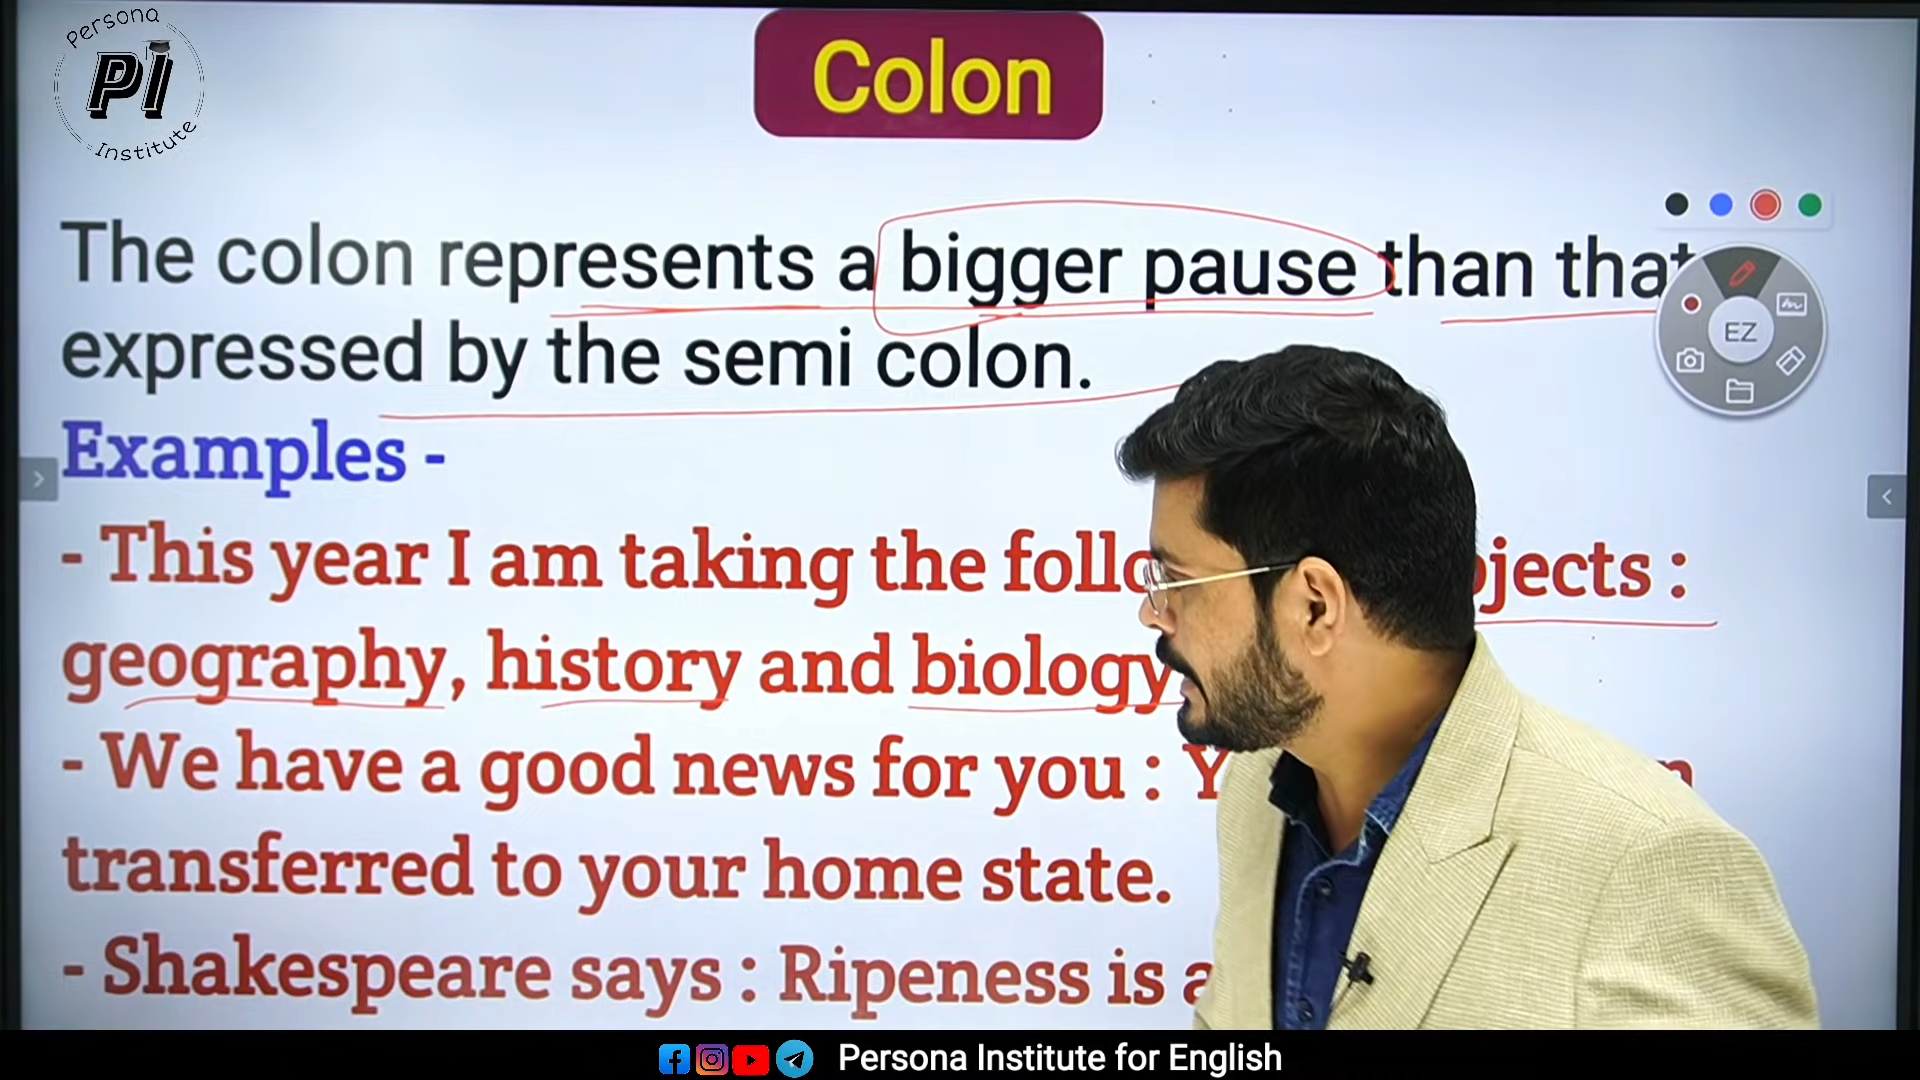 Persona
PI
Institute
Colon
The colon represents a bigger pause than that
expressed by the semi colon.
EZ
Examples -
- This year I am taking the :
geography, history and biology
- We have a good news for you :
transferred to your home state.
- Shakespeare says : Ripeness is
Persona Institute for English